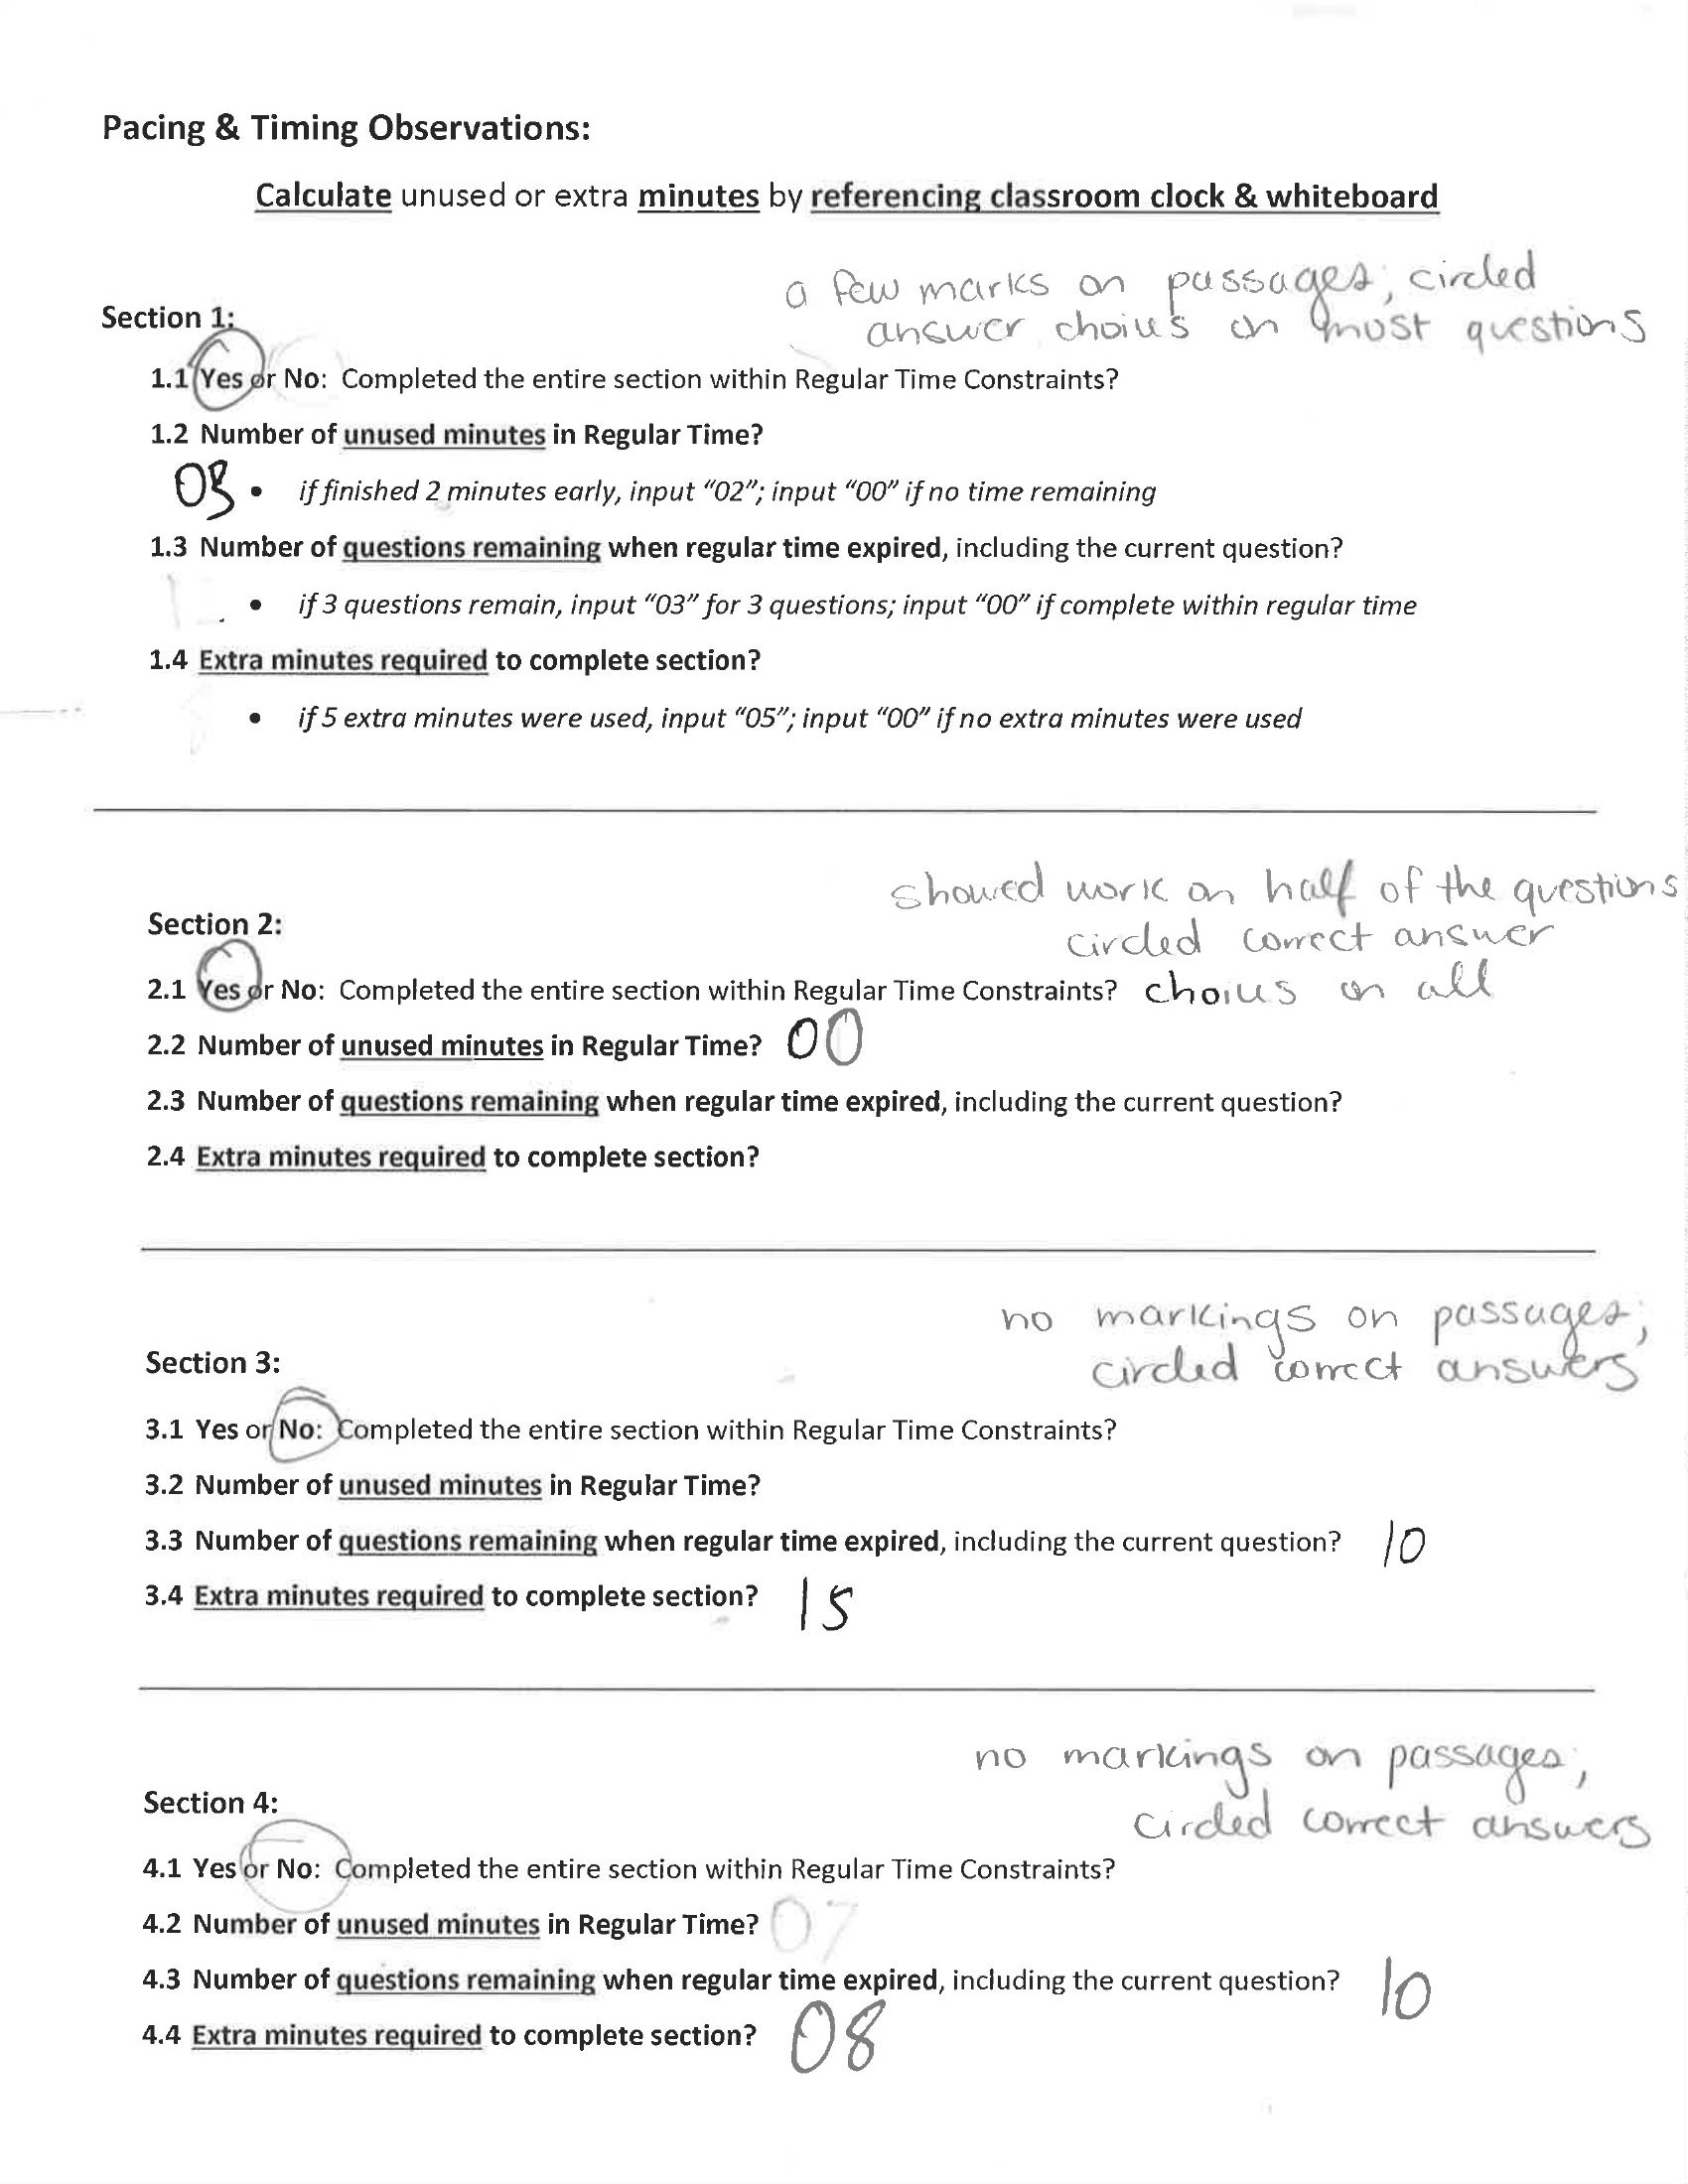 Pacing & Timing Observations:
Calculate unused or extra minutes by referencing classroom clock & whiteboard
a few marks on passages; circled
answer choices on most questions
Section 1:
1.1 Yes or No: Completed the entire section within Regular Time Constraints?
1.2 Number of unused minutes in Regular Time?
• if finished 2 minutes early, input “02”; input “00” if no time remaining
1.3 Number of questions remaining when regular time expired, including the current question?
• if 3 questions remain, input “03” for 3 questions; input “00” if complete within regular time
1.4 Extra minutes required to complete section?
• if 5 extra minutes were used, input “05”; input “00” if no extra minutes were used
showed work on half of the questions
circled correct answer
Section 2:
2.1 Yes or No: Completed the entire section within Regular Time Constraints? choices on all
2.2 Number of unused minutes in Regular Time? 00
2.3 Number of questions remaining when regular time expired, including the current question?
2.4 Extra minutes required to complete section?
no markings on passages;
circled correct answers
Section 3:
3.1 Yes or No: Completed the entire section within Regular Time Constraints?
3.2 Number of unused minutes in Regular Time?
3.3 Number of questions remaining when regular time expired, including the current question? 10
3.4 Extra minutes required to complete section? 15
no markings on passages;
circled correct answers
Section 4:
4.1 Yes or No: Completed the entire section within Regular Time Constraints?
4.2 Number of unused minutes in Regular Time? 07
4.3 Number of questions remaining when regular time expired, including the current question? 10
4.4 Extra minutes required to complete section? 08